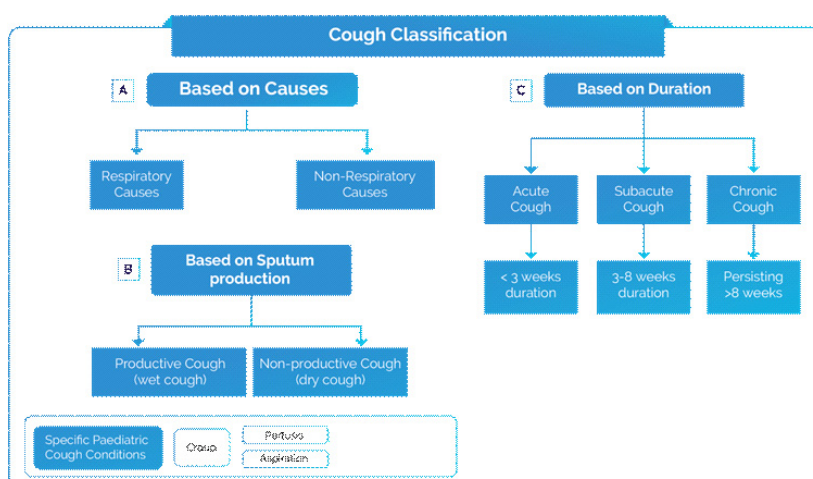 Cough Classification
A
Based on Causes
Respiratory
Causes
Non-Respiratory
Causes
B
Based on Sputum
production
Productive Cough
(wet cough)
Non-productive Cough
(dry cough)
C
Based on Duration
Acute
Cough
Subacute
Cough
Chronic
Cough
< 3 weeks
duration
3-8 weeks
duration
Persisting
>8 weeks
Specific Paediatric
Cough Conditions
Croup
Aspiration